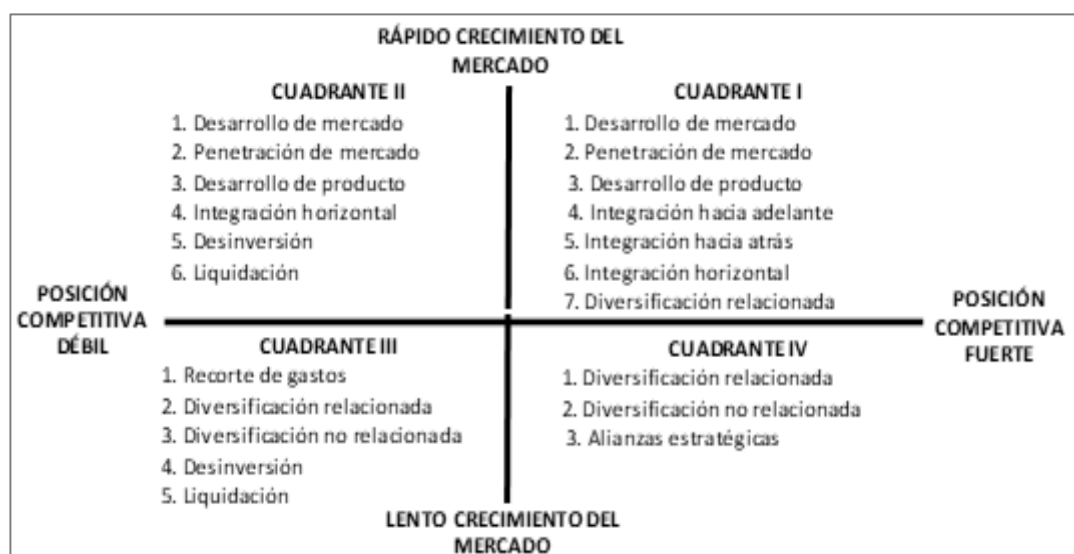 RÁPIDO CRECIMIENTO DEL
MERCADO
CUADRANTE II
1. Desarrollo de mercado
2. Penetración de mercado
3. Desarrollo de producto
4. Integración horizontal
5. Desinversión
6. Liquidación
CUADRANTE I
1. Desarrollo de mercado
2. Penetración de mercado
3. Desarrollo de producto
4. Integración hacia adelante
5. Integración hacia atrás
6. Integración horizontal
7. Diversificación relacionada
POSICIÓN
COMPETITIVA
DÉBIL
POSICIÓN
COMPETITIVA
FUERTE
CUADRANTE III
1. Recorte de gastos
2. Diversificación relacionada
3. Diversificación no relacionada
4. Desinversión
5. Liquidación
CUADRANTE IV
1. Diversificación relacionada
2. Diversificación no relacionada
3. Alianzas estratégicas
LENTO CRECIMIENTO DEL
MERCADO